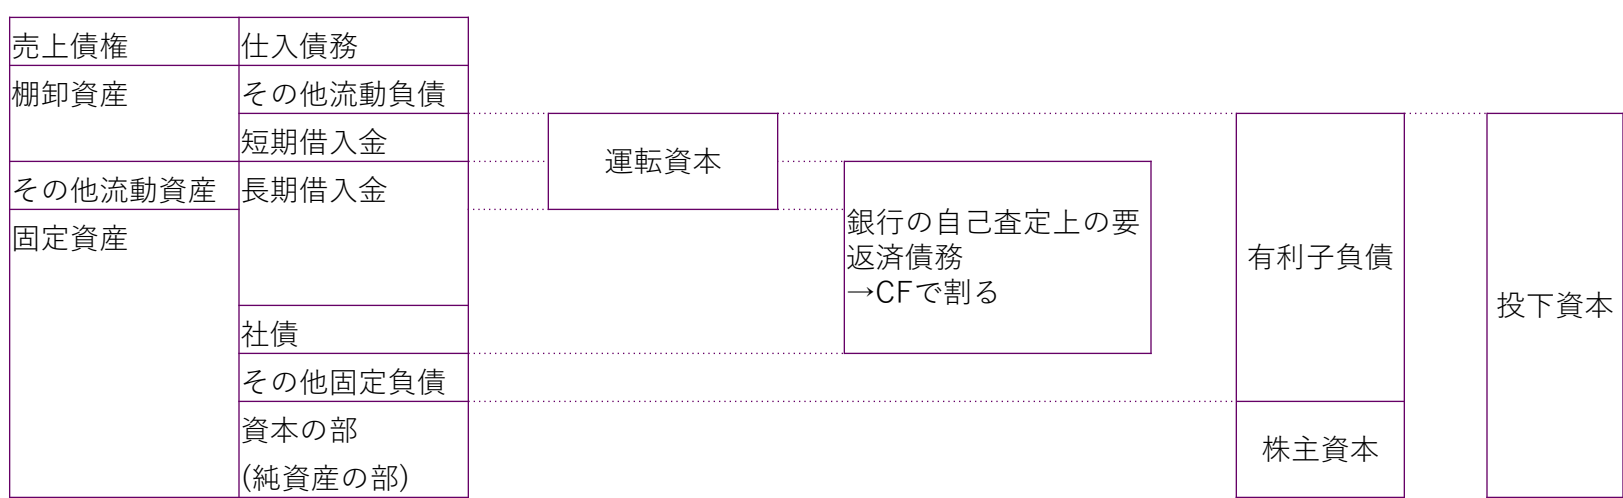 売上債権
仕入債務
棚卸資産
その他流動負債
短期借入金
運転資本
その他流動資産
長期借入金
固定資産
銀行の自己査定上の要
返済債務
→CFで割る
有利子負債
投下資本
社債
その他固定負債
資本の部
(純資産の部)
株主資本